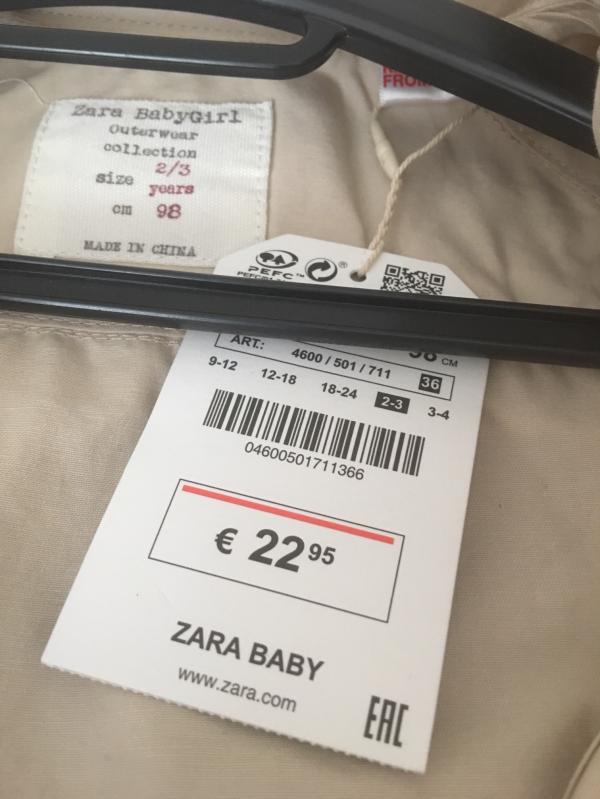 FROM
Zara BabyGirl
Outerwear
collection
size 2/3
years
cm 98
MADE IN CHINA
PEFC™
ART.: 4600/501/711 36
CM
9-12 12-18 18-24 2-3 3-4
04600501711366
€ 22 95
ZARA BABY
www.zara.com
EAC